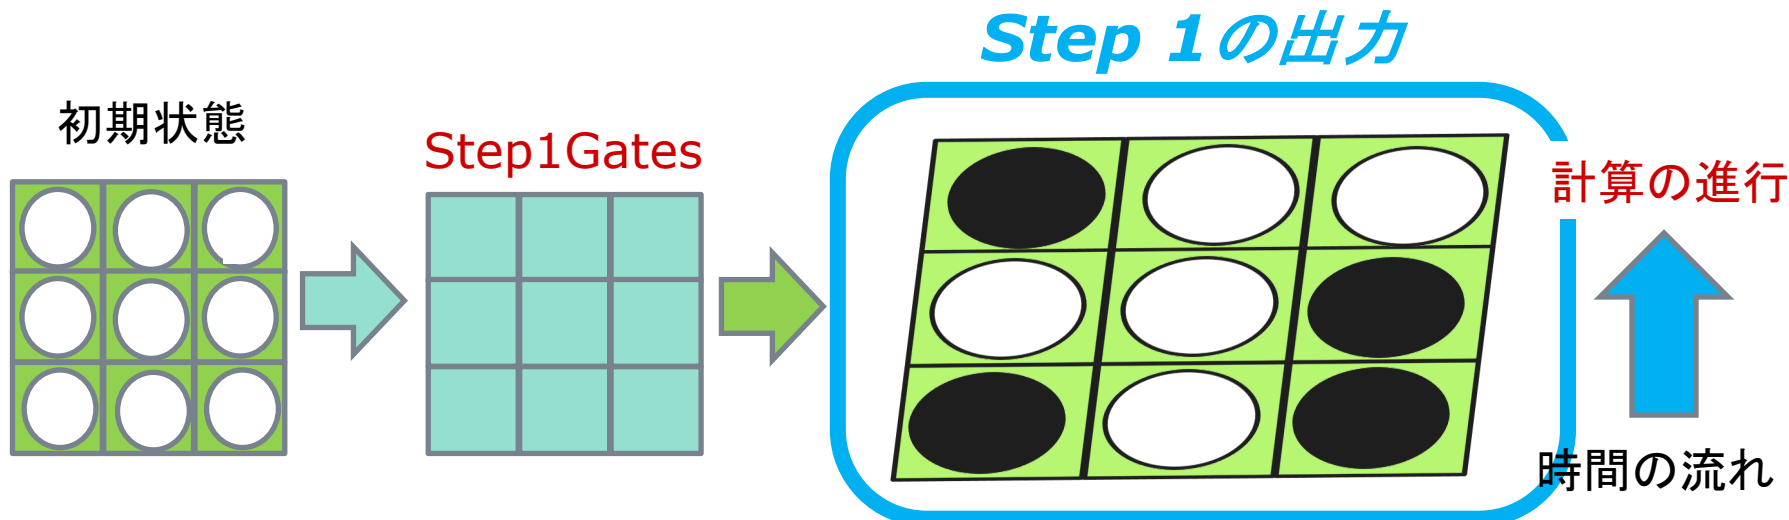 Step 1の出力
初期状態
Step1Gates
計算の進行
時間の流れ